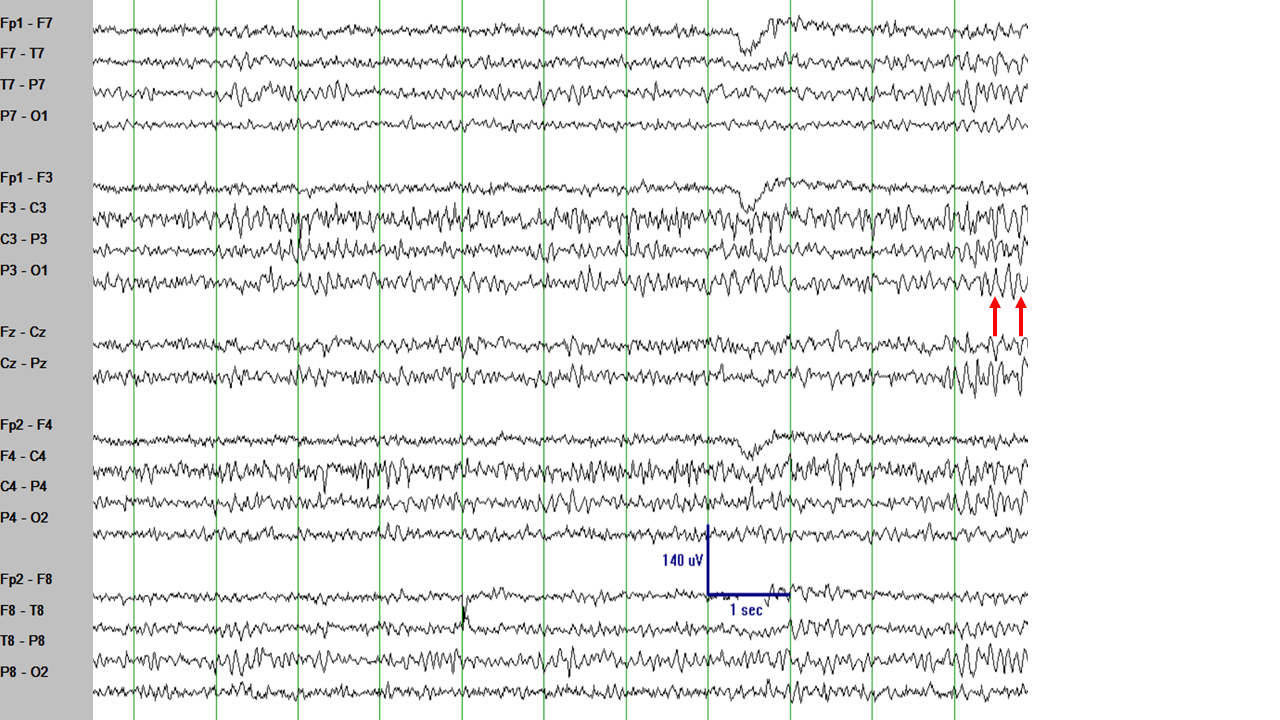 Fp1 - F7
F7 - T7
T7 - P7
P7 - O1
Fp1 - F3
F3 - C3
C3 - P3
P3 - O1
Fz - Cz
Cz - Pz
Fp2 - F4
F4 - C4
C4 - P4
P4 - O2
140 uV
1 sec
Fp2 - F8
F8 - T8
T8 - P8
P8 - O2